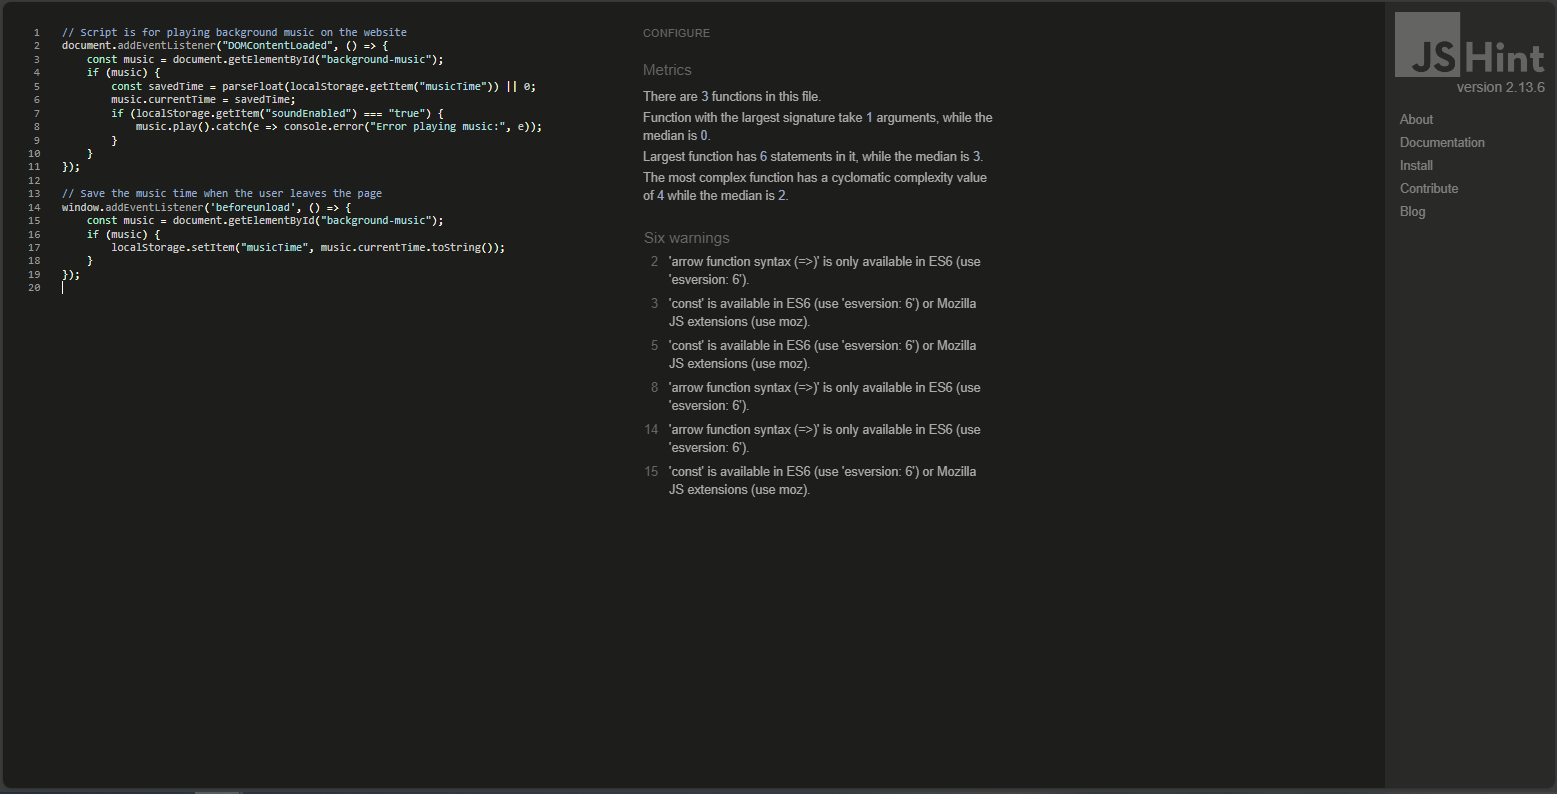 1 // Script is for playing background music on the website
2 document.addEventListener("DOMContentLoaded", () => {
3 const music = document.getElementById("background-music");
4 if (music) {
5 const savedTime = parseFloat(localStorage.getItem("musicTime")) || 0;
6 music.currentTime = savedTime;
7 if (localStorage.getItem("soundEnabled") === "true") {
8 music.play().catch(e => console.error("Error playing music:", e));
9 }
10 }
11 });
12
13 // Save the music time when the user leaves the page
14 window.addEventListener('beforeunload', () => {
15 const music = document.getElementById("background-music");
16 if (music) {
17 localStorage.setItem("musicTime", music.currentTime.toString());
18 }
19 });
20
CONFIGURE
Metrics
There are 3 functions in this file.
Function with the largest signature take 1 arguments, while the
median is 0.
Largest function has 6 statements in it, while the median is 3.
The most complex function has a cyclomatic complexity value
of 4 while the median is 2.
Six warnings
2 'arrow function syntax (=>)' is only available in ES6 (use
'esversion: 6').
3 'const' is available in ES6 (use 'esversion: 6') or Mozilla
JS extensions (use moz).
5 'const' is available in ES6 (use 'esversion: 6') or Mozilla
JS extensions (use moz).
8 'arrow function syntax (=>)' is only available in ES6 (use
'esversion: 6').
14 'arrow function syntax (=>)' is only available in ES6 (use
'esversion: 6').
15 'const' is available in ES6 (use 'esversion: 6') or Mozilla
JS extensions (use moz).
JSHint
version 2.13.6
About
Documentation
Install
Contribute
Blog